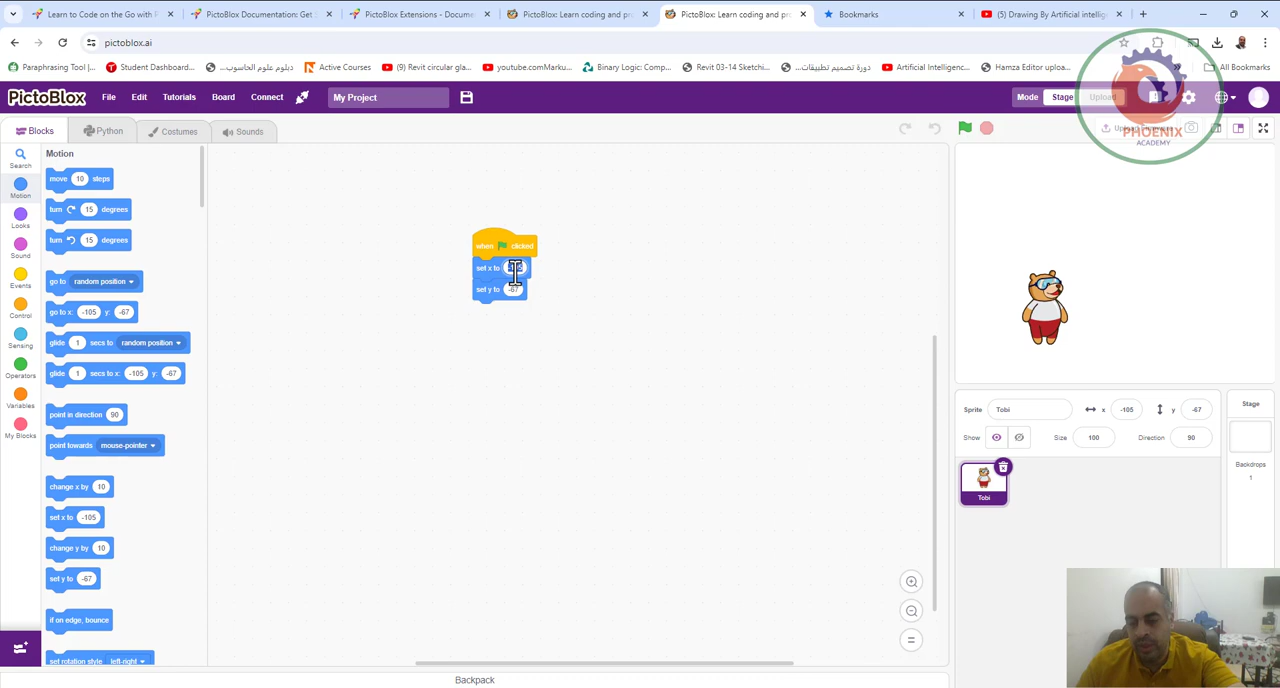 Learn to Code on the Go with P
PictoBlox Documentation: Get
PictoBlox Extensions - Docume
PictoBlox: Learn coding and pr
PictoBlox: Learn coding and pr
Bookmarks
(5) Drawing By Artificial intellig
pictoblox.ai
Paraphrasing Tool |...
Student Dashboard...
دبلوم علوم الحاسوب...
Active Courses
(9) Revit
youtube.comWarku...
Binary Logic: Comp...
Revit 03-14 Sketchi...
دورة تصميم تطبيقات...
Artificial Intelligenc...
Hamza Editor uploa...
All Bookmarks
PictoBlox
File
Edit
Tutorials
Board
Connect
My Project
Mode
Stage
Upload
PHOENIX
ACADEMY
Blocks
Python
Costumes
Sounds
Search
Motion
Looks
Sound
Events
Control
Sensing
Operators
Variables
My Blocks
Motion
move 10 steps
turn 15 degrees
turn 15 degrees
go to random position
go to x: -105 y: -67
glide 1 secs to random position
glide 1 secs to x: -105 y: -67
point in direction 90
point towards mouse-pointer
change x by 10
set x to -105
change y by 10
set y to -67
if on edge, bounce
set rotation style left-right
when clicked
set x to
set y to -67
Sprite Tobi x -105 y -67
Show Size 100 Direction 90
Tobi
Stage
Backdrops
1
Backpack